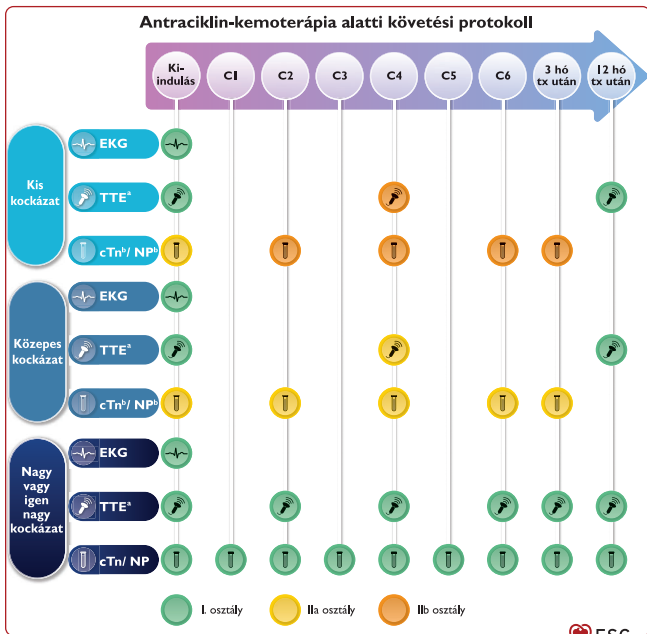 Antraciklin-kemoterápia alatti követési protokoll
Ki-
indulás
C1
C2
C3
C4
C5
C6
3 hó
tx után
12 hó
tx után
Kis
kockázat
EKG
TTEᵃ
cTnᵇ/ NPᵇ
Közepes
kockázat
EKG
TTEᵃ
cTnᵇ/ NPᵇ
Nagy
vagy
igen
nagy
kockázat
EKG
TTEᵃ
cTn/ NP
I. osztály
IIa osztály
IIb osztály
ESC